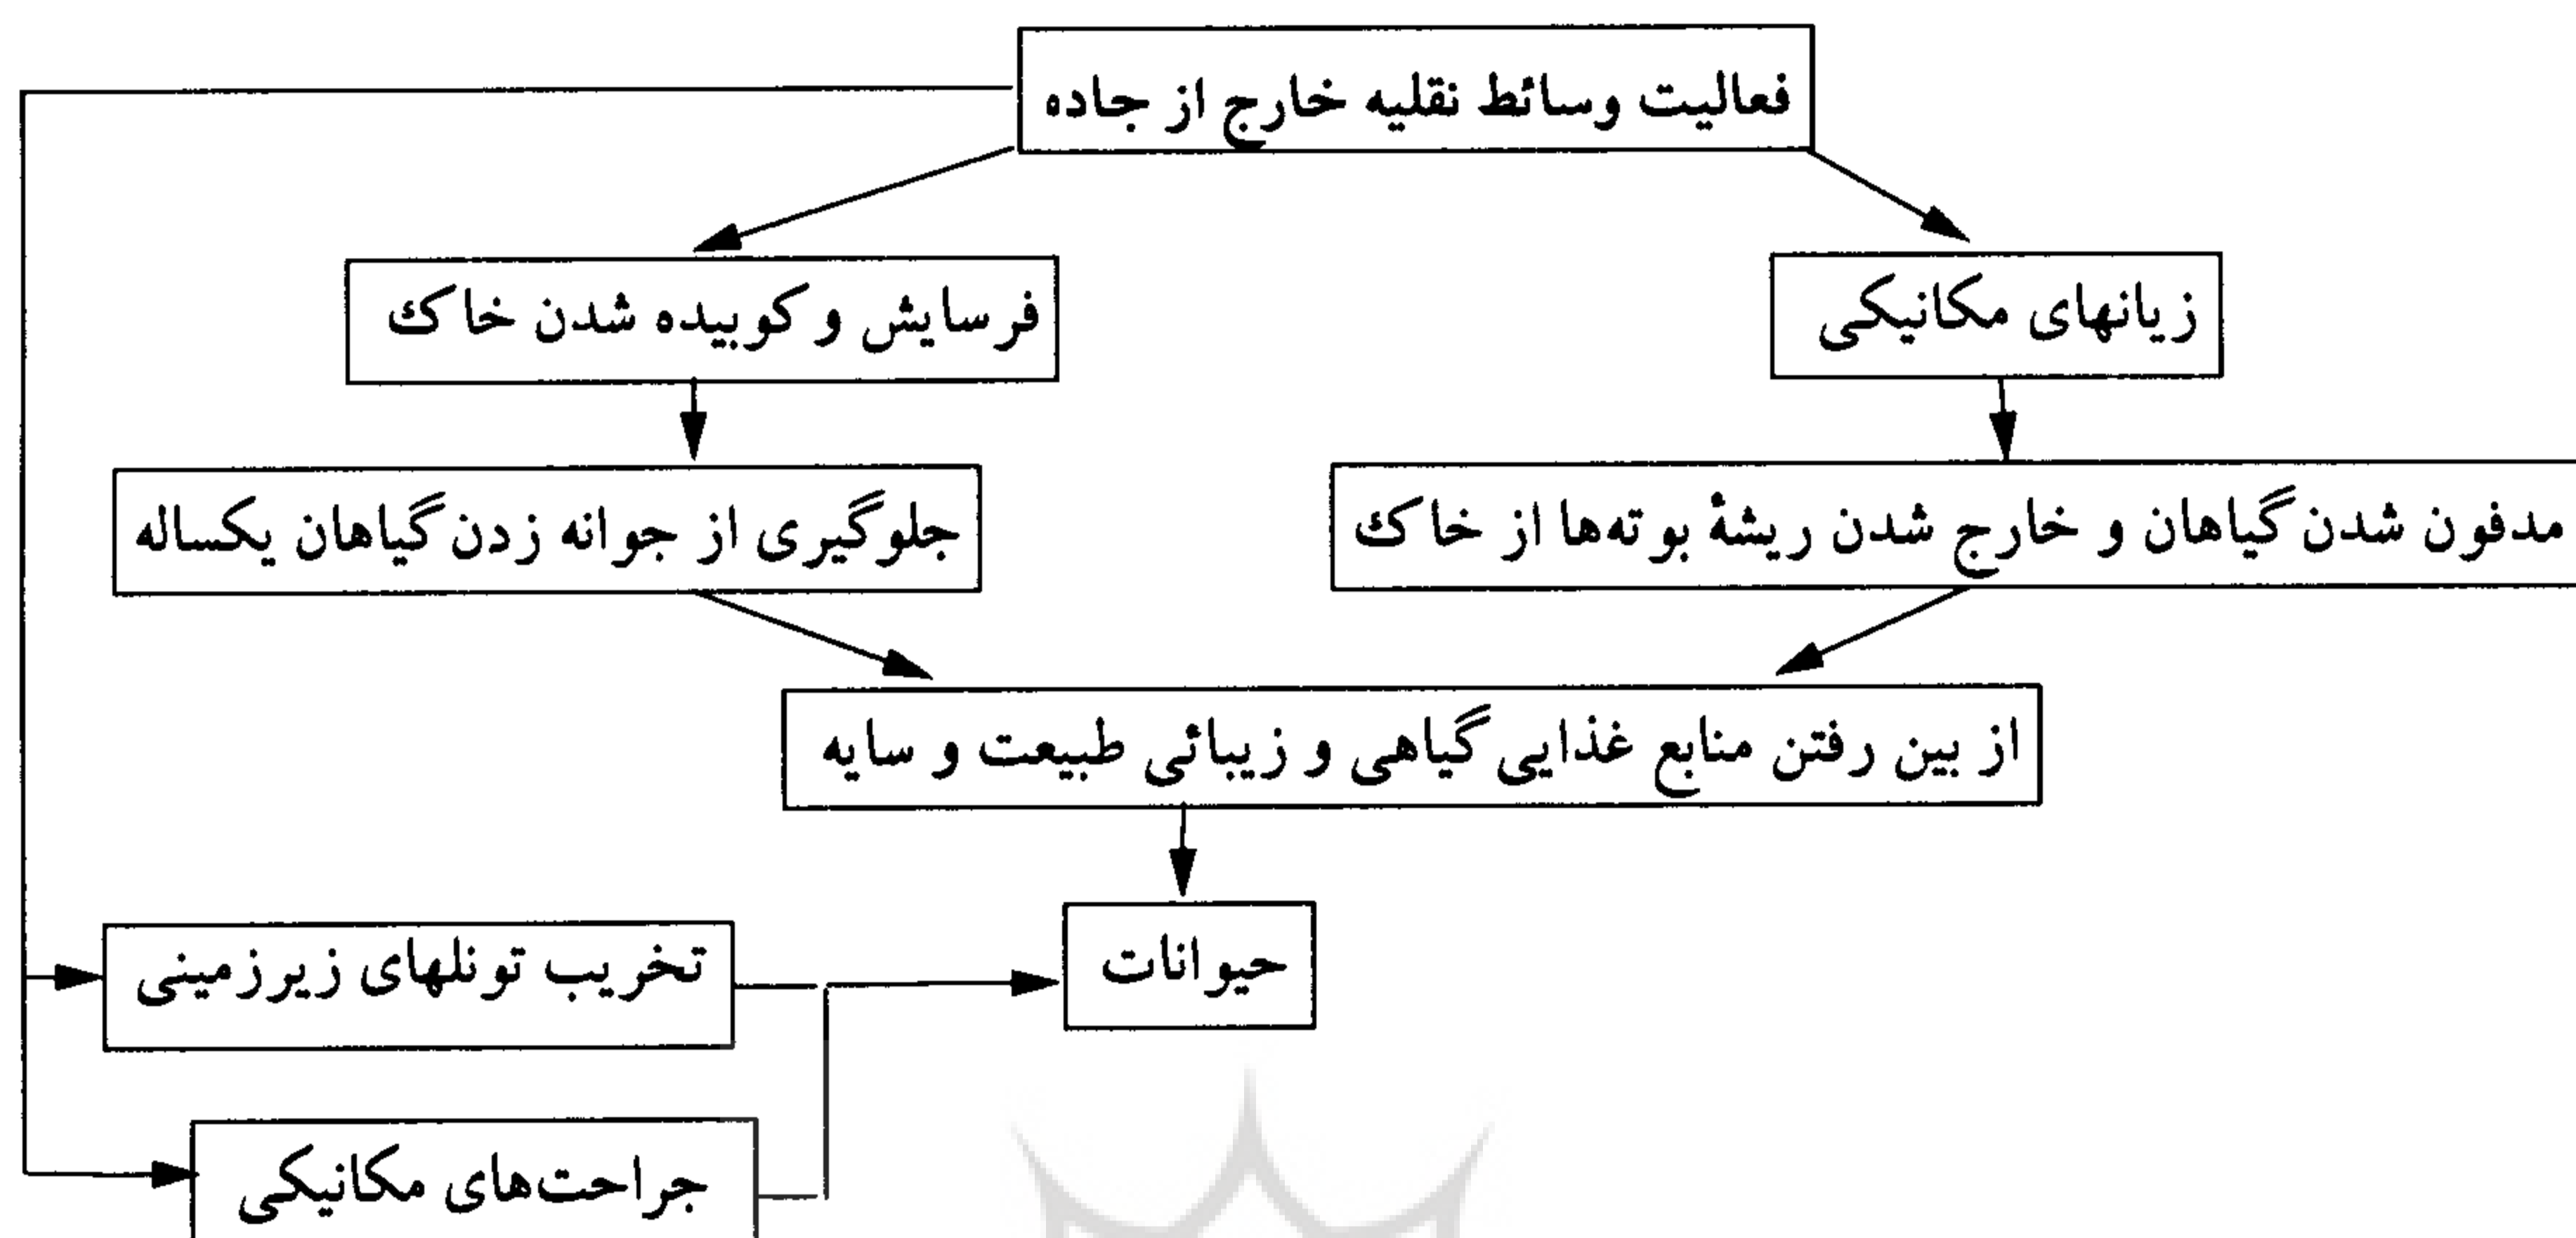 فعالیت وسائط نقلیه خارج از جاده
زیانهای مکانیکی
فرسایش و کوبیده شدن خاک
مدفون شدن گیاهان و خارج شدن ریشهٔ بوته‌ها از خاک
جلوگیری از جوانه زدن گیاهان یکساله
از بین رفتن منابع غذایی گیاهی و زیبائی طبیعت و سایه
حیوانات
تخریب تونلهای زیرزمینی
جراحت‌های مکانیکی